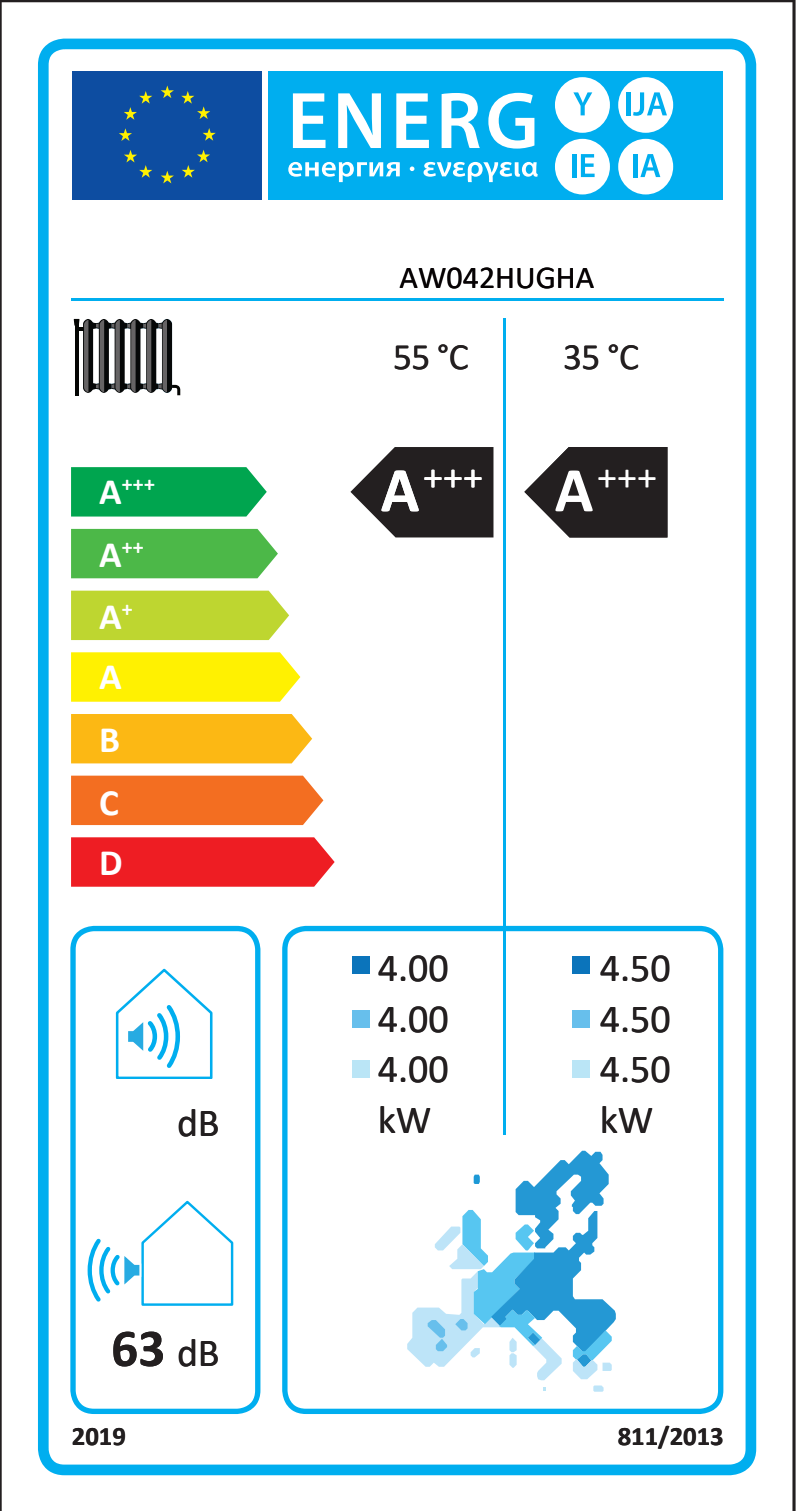 ENERG Y IJA
енергия · ενεργεια IE IA
AW042HUGHA
55 °C 35 °C
A+++ A+++ A+++
A++
A+
A
B
C
D
4.00 4.50
4.00 4.50
4.00 4.50
kW kW
dB
63 dB
2019 811/2013